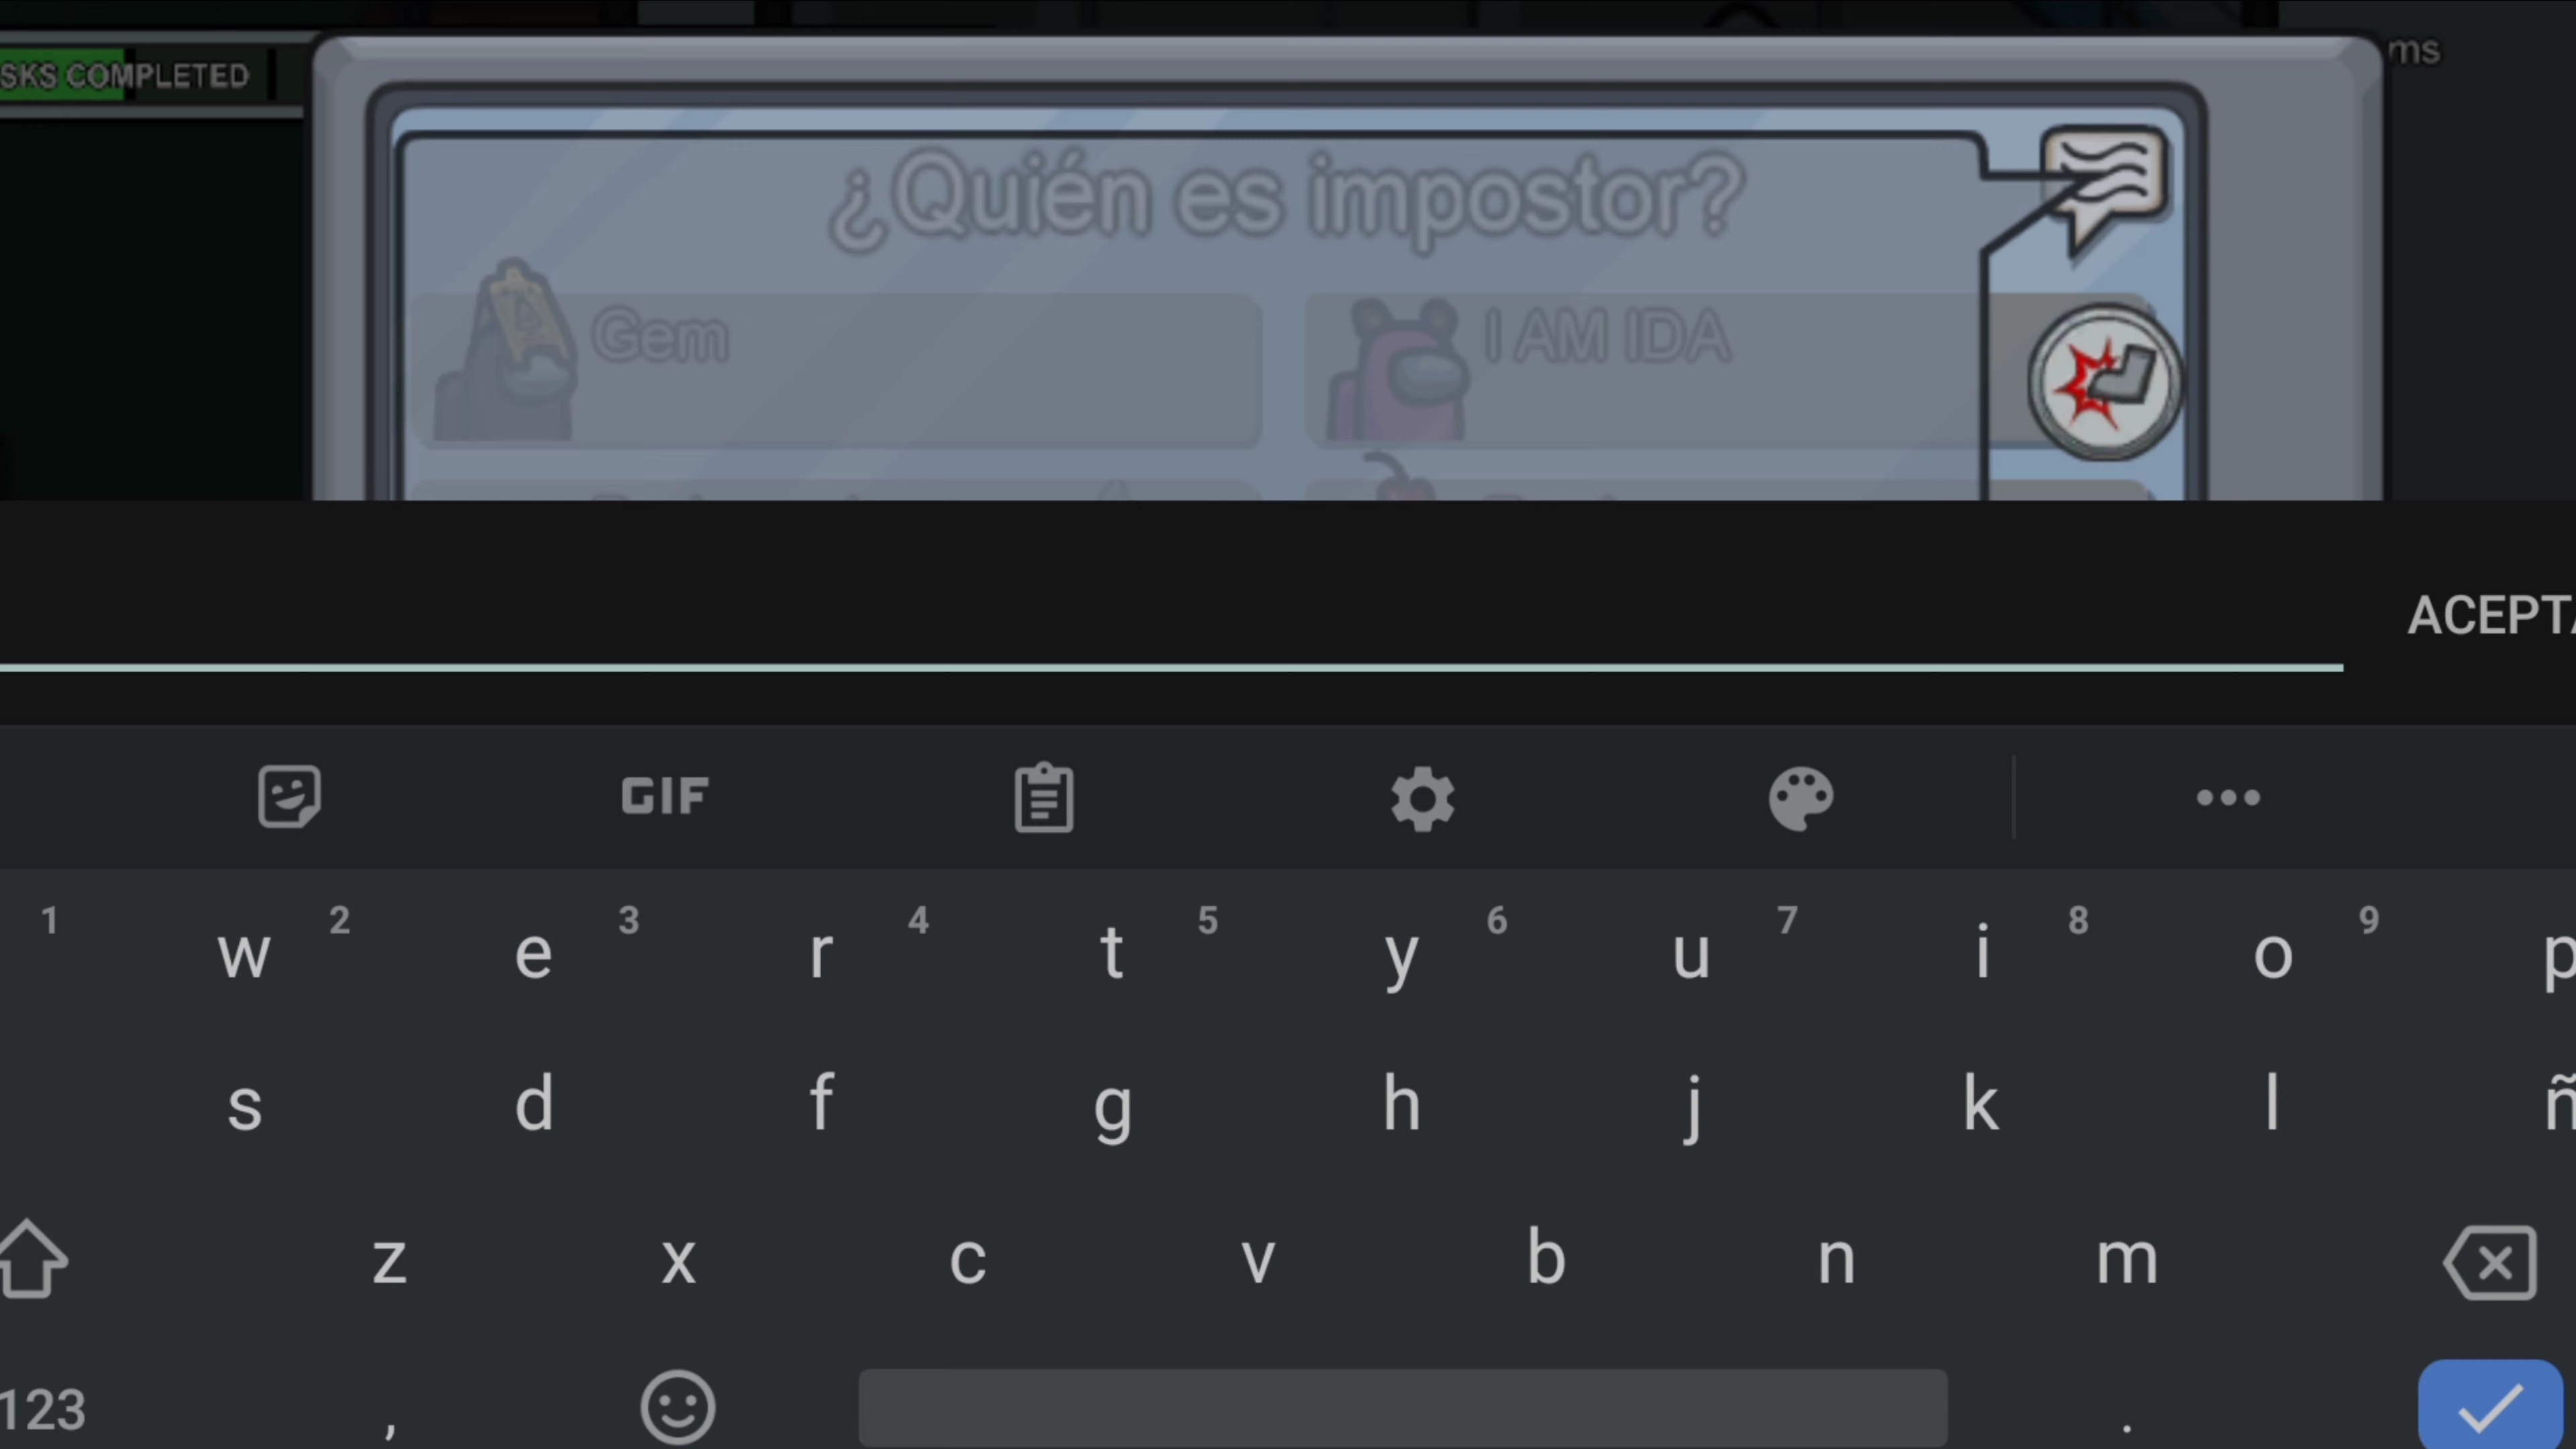 SKS COMPLETED
ms
¿Quién es impostor?
Gem
I AM IDA
ACEPTA
GIF
1 2 3 4 5 6 7 8 9
w e r t y u i o p
s d f g h j k l ñ
z x c v b n m
123 , .